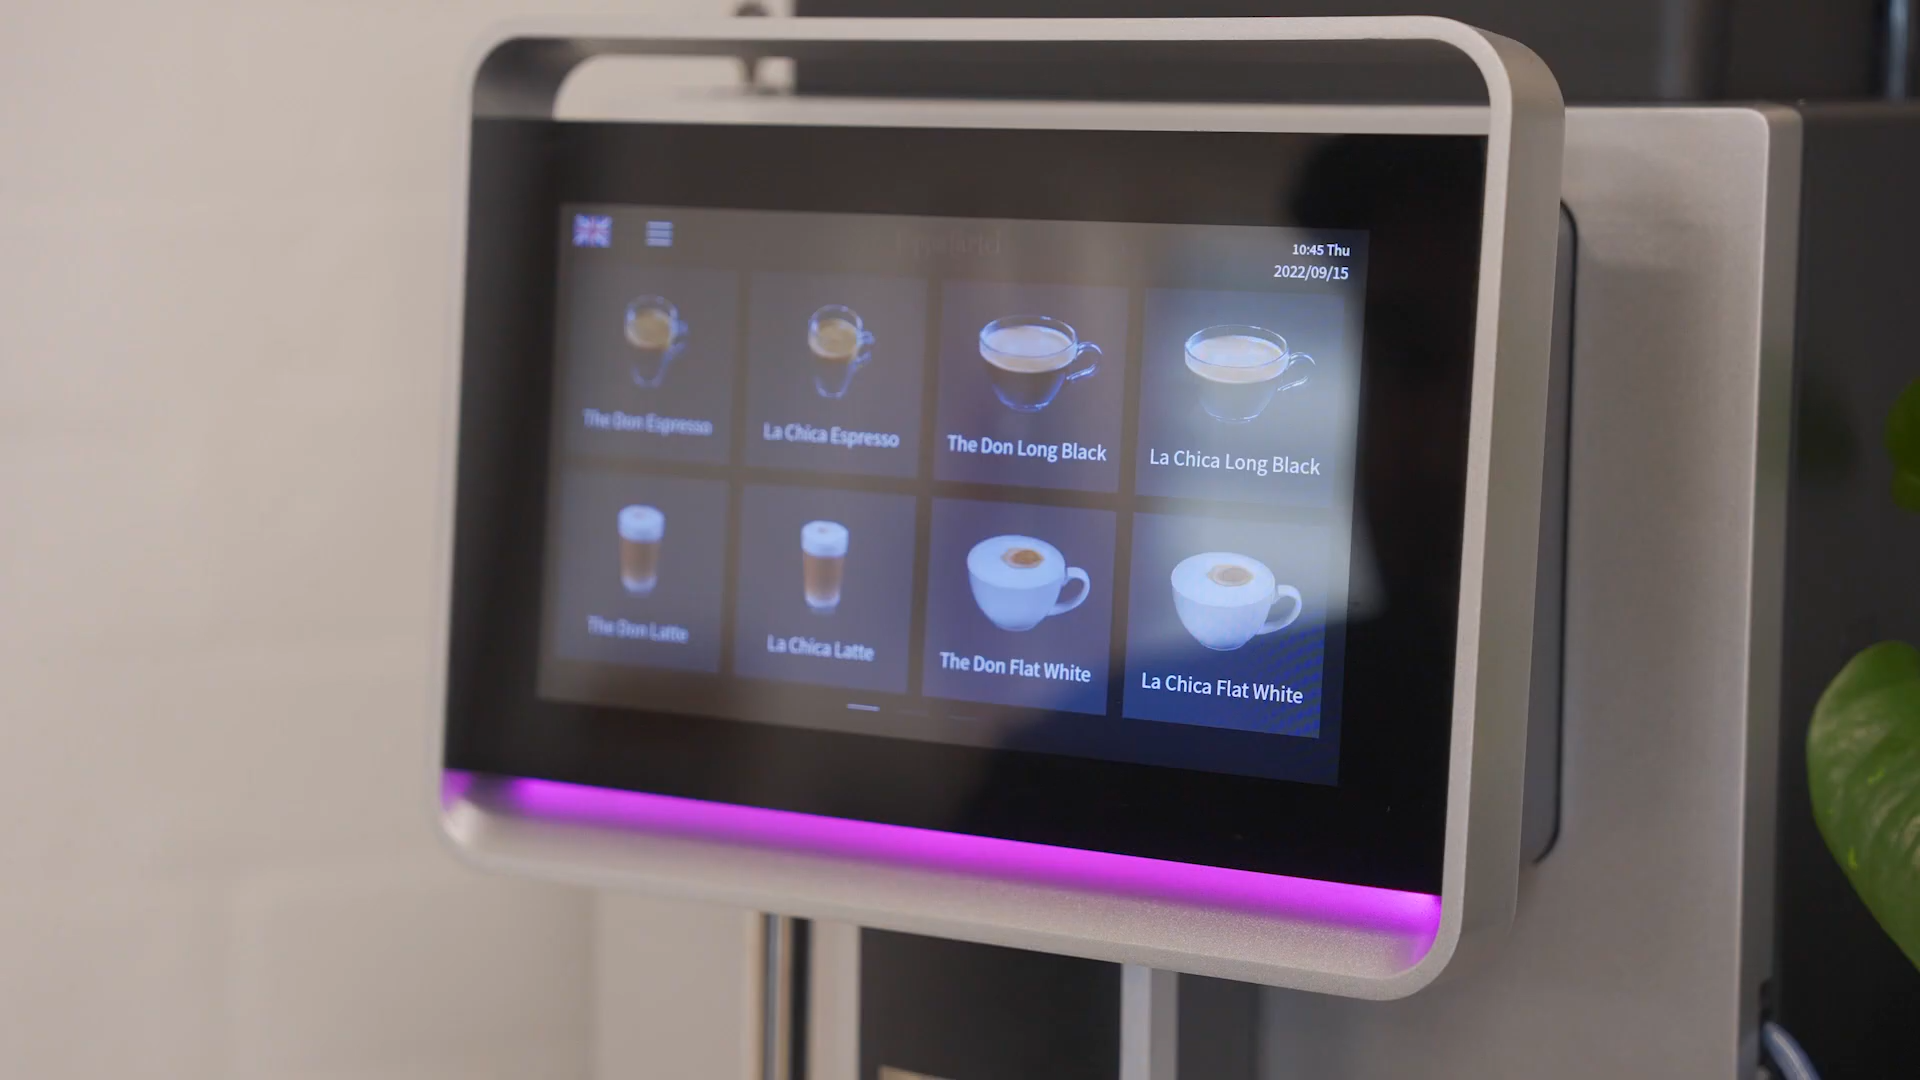 10:45 Thu
2022/09/15
The Don Espresso
La Chica Espresso
The Don Long Black
La Chica Long Black
The Don Latte
La Chica Latte
The Don Flat White
La Chica Flat White